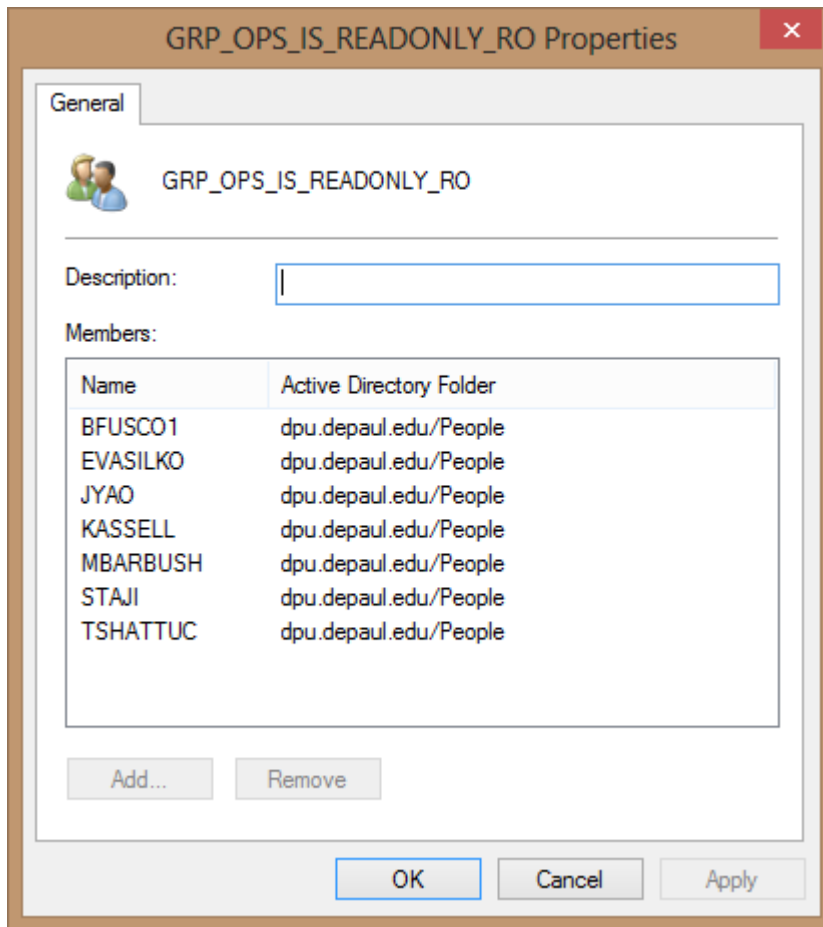 GRP_OPS_IS_READONLY_RO Properties
General
GRP_OPS_IS_READONLY_RO
Description:
Members:
Name Active Directory Folder
BFUSCO1 dpu.depaul.edu/People
EVASILKO dpu.depaul.edu/People
JYAO dpu.depaul.edu/People
KASSELL dpu.depaul.edu/People
MBARBUSH dpu.depaul.edu/People
STAJI dpu.depaul.edu/People
TSHATTUC dpu.depaul.edu/People
Add... Remove
OK Cancel Apply